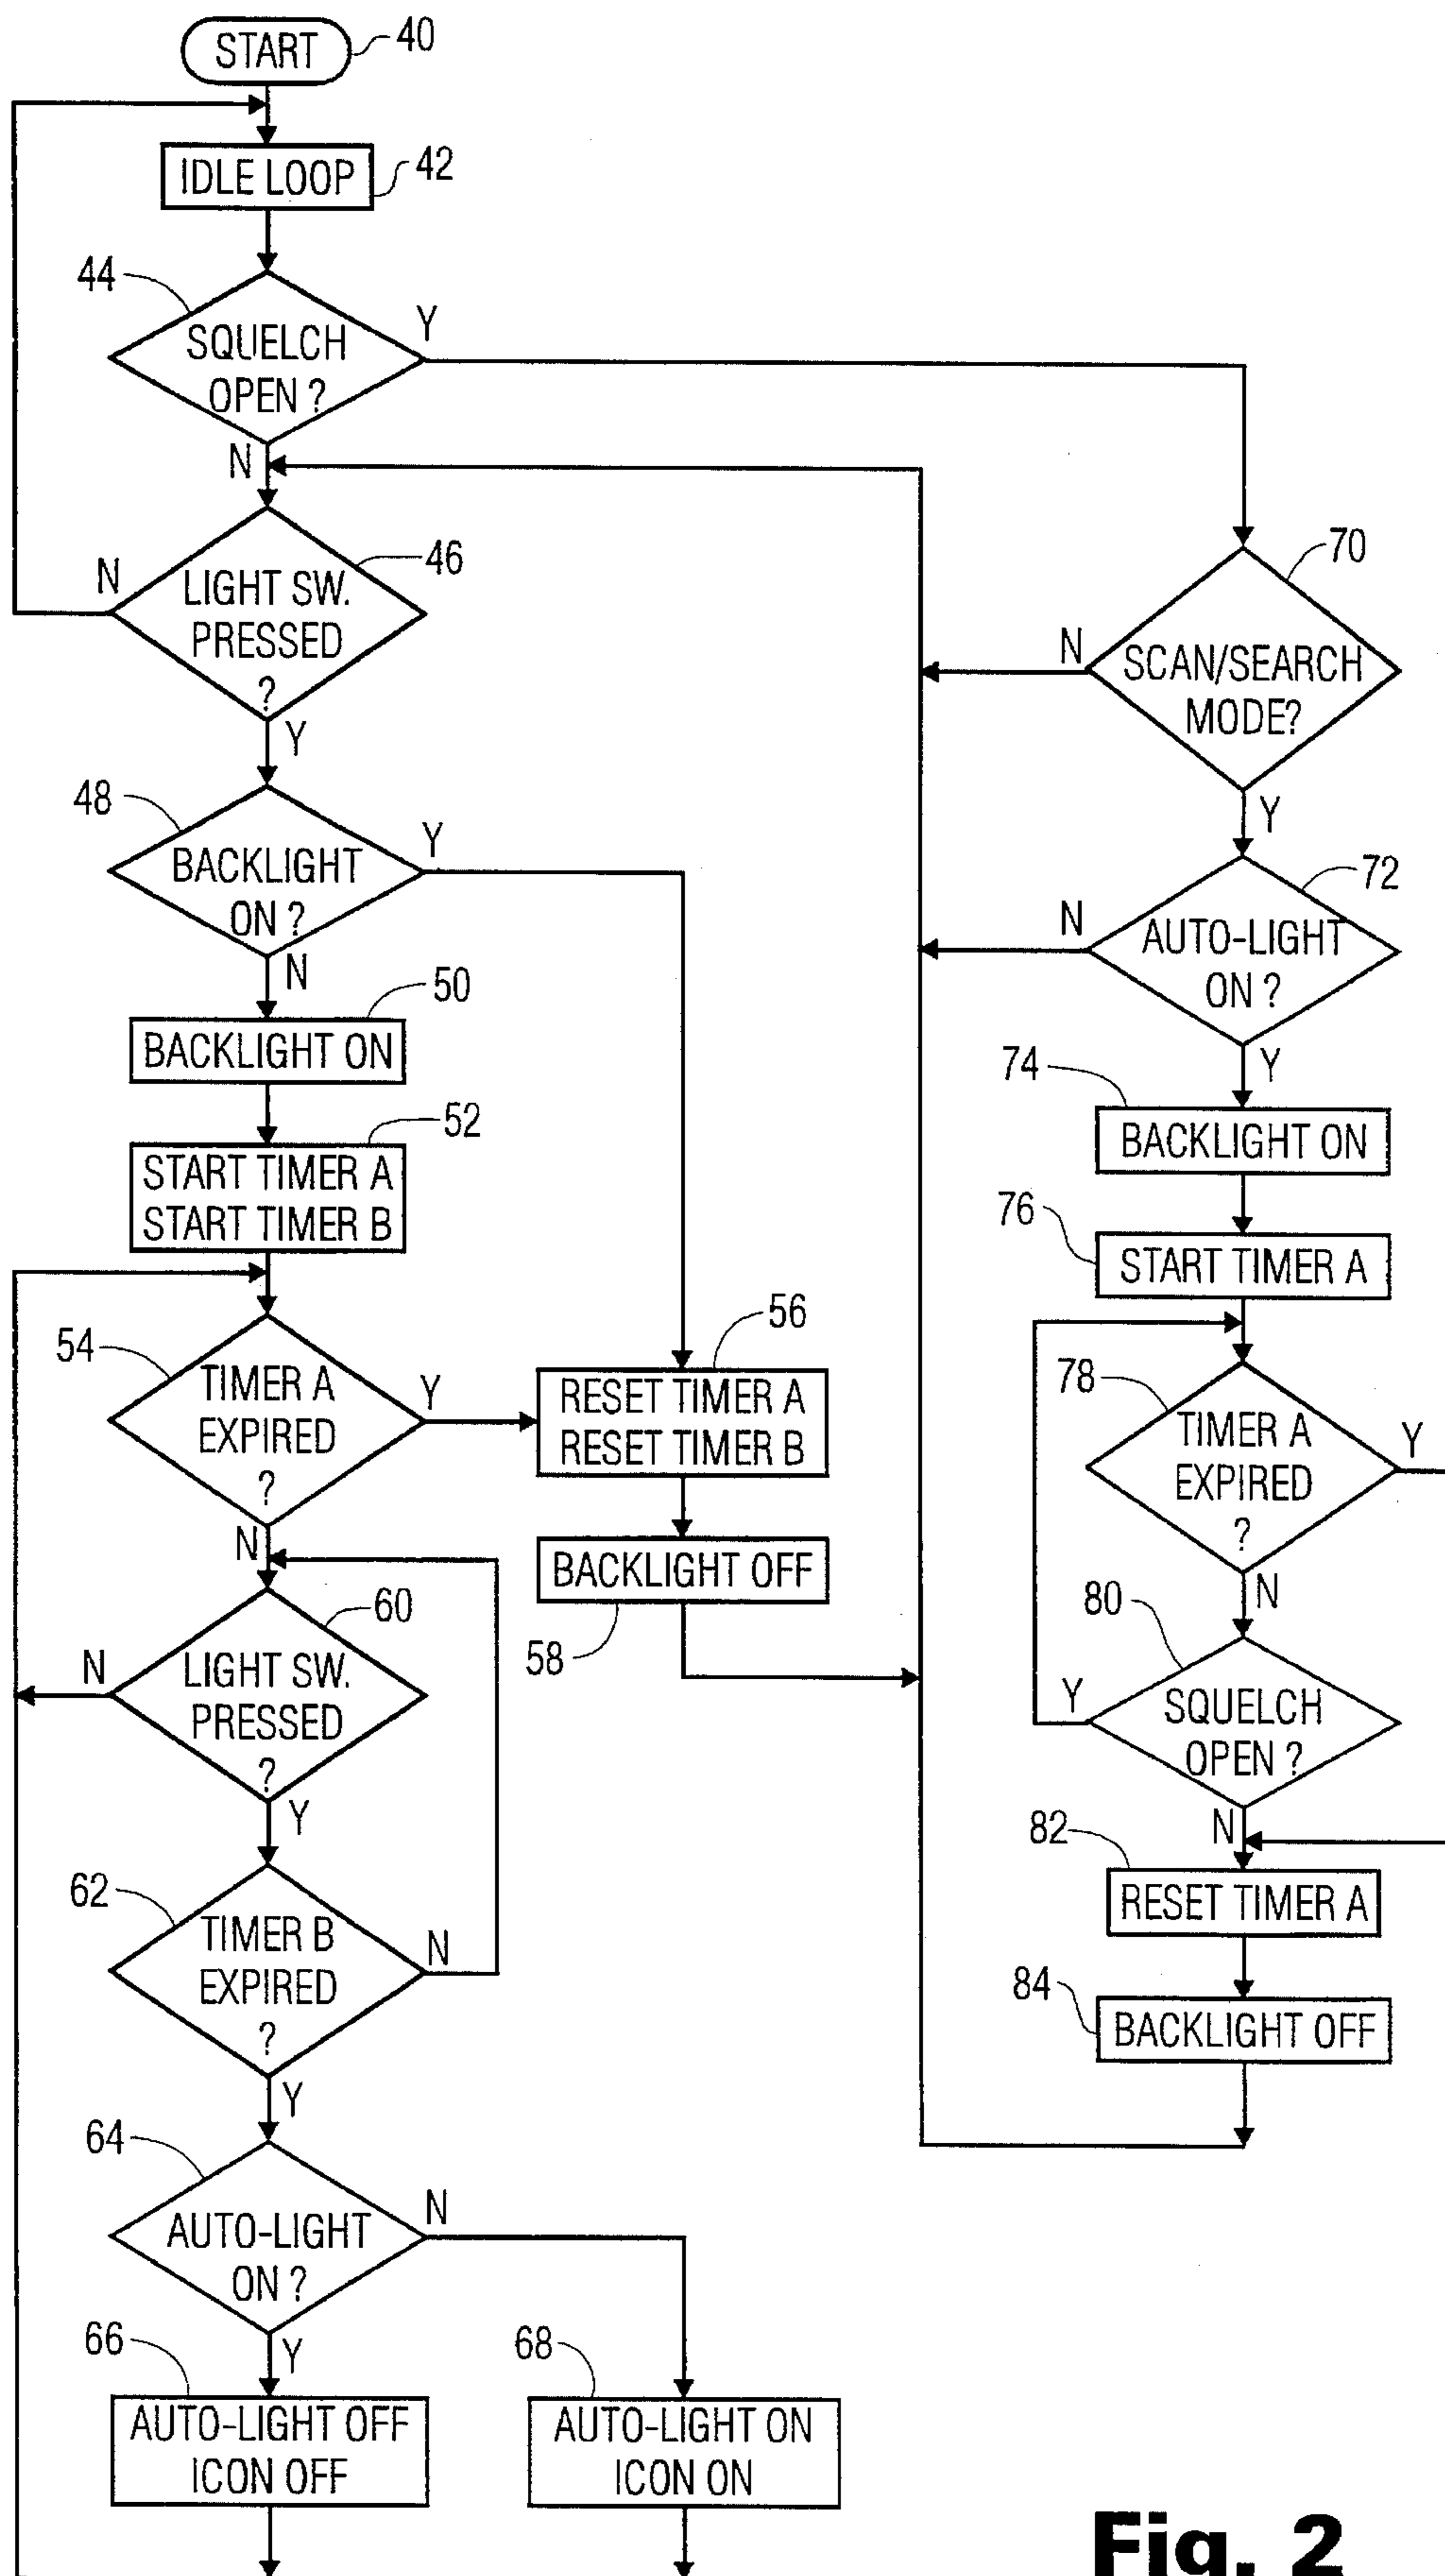 START
40
IDLE LOOP
42
44
SQUELCH
OPEN ?
Y
N
46
LIGHT SW.
PRESSED
?
N
Y
48
BACKLIGHT
ON ?
Y
N
50
BACKLIGHT ON
52
START TIMER A
START TIMER B
54
TIMER A
EXPIRED
?
Y
N
56
RESET TIMER A
RESET TIMER B
BACKLIGHT OFF
58
60
LIGHT SW.
PRESSED
?
N
Y
62
TIMER B
EXPIRED
?
N
Y
64
AUTO-LIGHT
ON ?
N
Y
66
AUTO-LIGHT OFF
ICON OFF
68
AUTO-LIGHT ON
ICON ON
70
SCAN/SEARCH
MODE?
N
Y
72
AUTO-LIGHT
ON ?
N
Y
74
BACKLIGHT ON
76
START TIMER A
78
TIMER A
EXPIRED
?
Y
N
80
SQUELCH
OPEN ?
Y
N
82
RESET TIMER A
84
BACKLIGHT OFF
Fig. 2